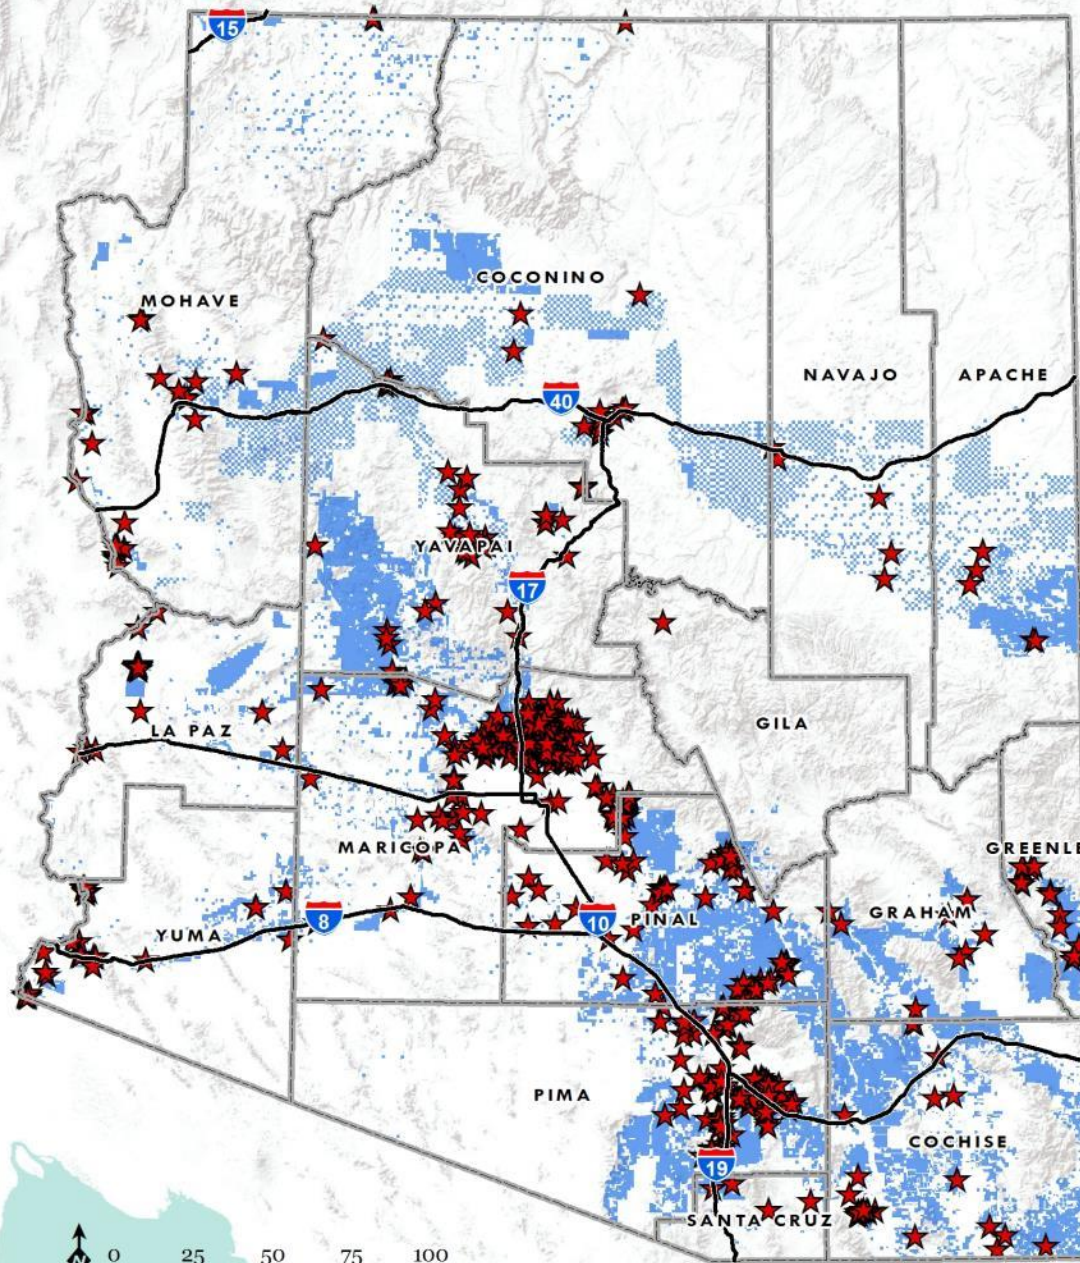 15
COCONINO
MOHAVE
NAVAJO
APACHE
40
YAVAPAI
17
GILA
LA PAZ
MARICOPA
GREENLE
GRAHAM
8
10
PINAL
YUMA
PIMA
COCHISE
19
SANTA CRUZ
N
0 25 50 75 100